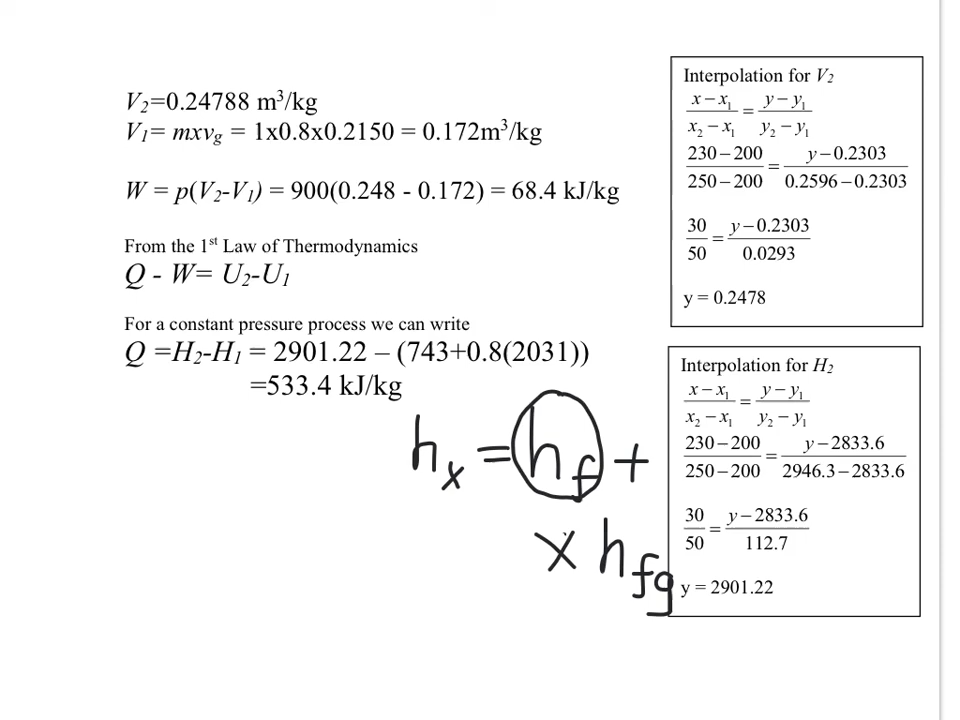 V₂=0.24788 m³/kg
V₁= mxv_g = 1x0.8x0.2150 = 0.172m³/kg
W = p(V₂-V₁) = 900(0.248 - 0.172) = 68.4 kJ/kg
From the 1ˢᵗ Law of Thermodynamics
Q - W= U₂-U₁
For a constant pressure process we can write
Q =H₂-H₁ = 2901.22 – (743+0.8(2031))
=533.4 kJ/kg
h_x = h_f +
x h_fg
Interpolation for V₂
(x – x₁)/(x₂ – x₁) = (y – y₁)/(y₂ – y₁)
(230 – 200)/(250 – 200) = (y – 0.2303)/(0.2596 – 0.2303)
30/50 = (y – 0.2303)/0.0293
y = 0.2478
Interpolation for H₂
(x – x₁)/(x₂ – x₁) = (y – y₁)/(y₂ – y₁)
(230 – 200)/(250 – 200) = (y – 2833.6)/(2946.3 – 2833.6)
30/50 = (y – 2833.6)/112.7
y = 2901.22